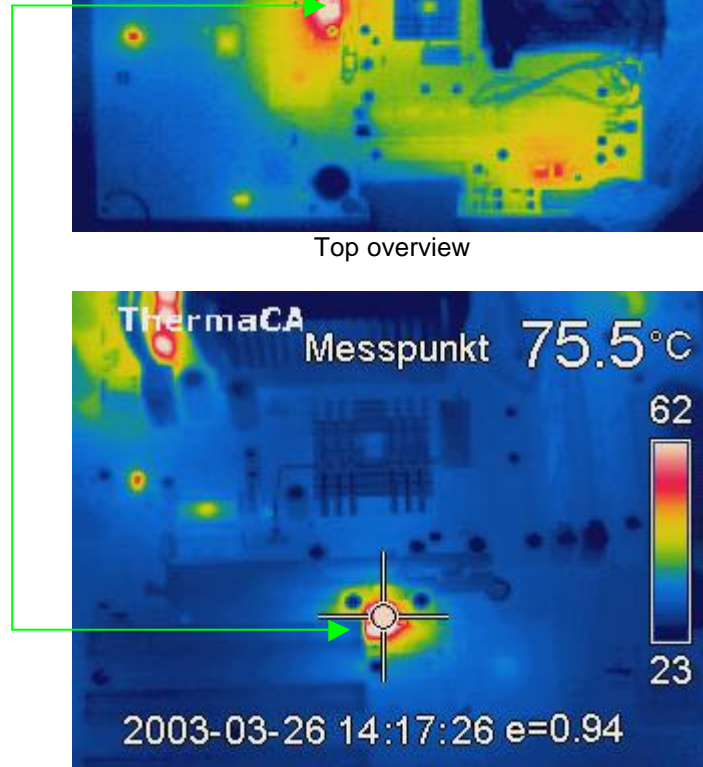 Top overview
ThermaCA
Messpunkt 75.5°C
62
23
2003-03-26 14:17:26 e=0.94